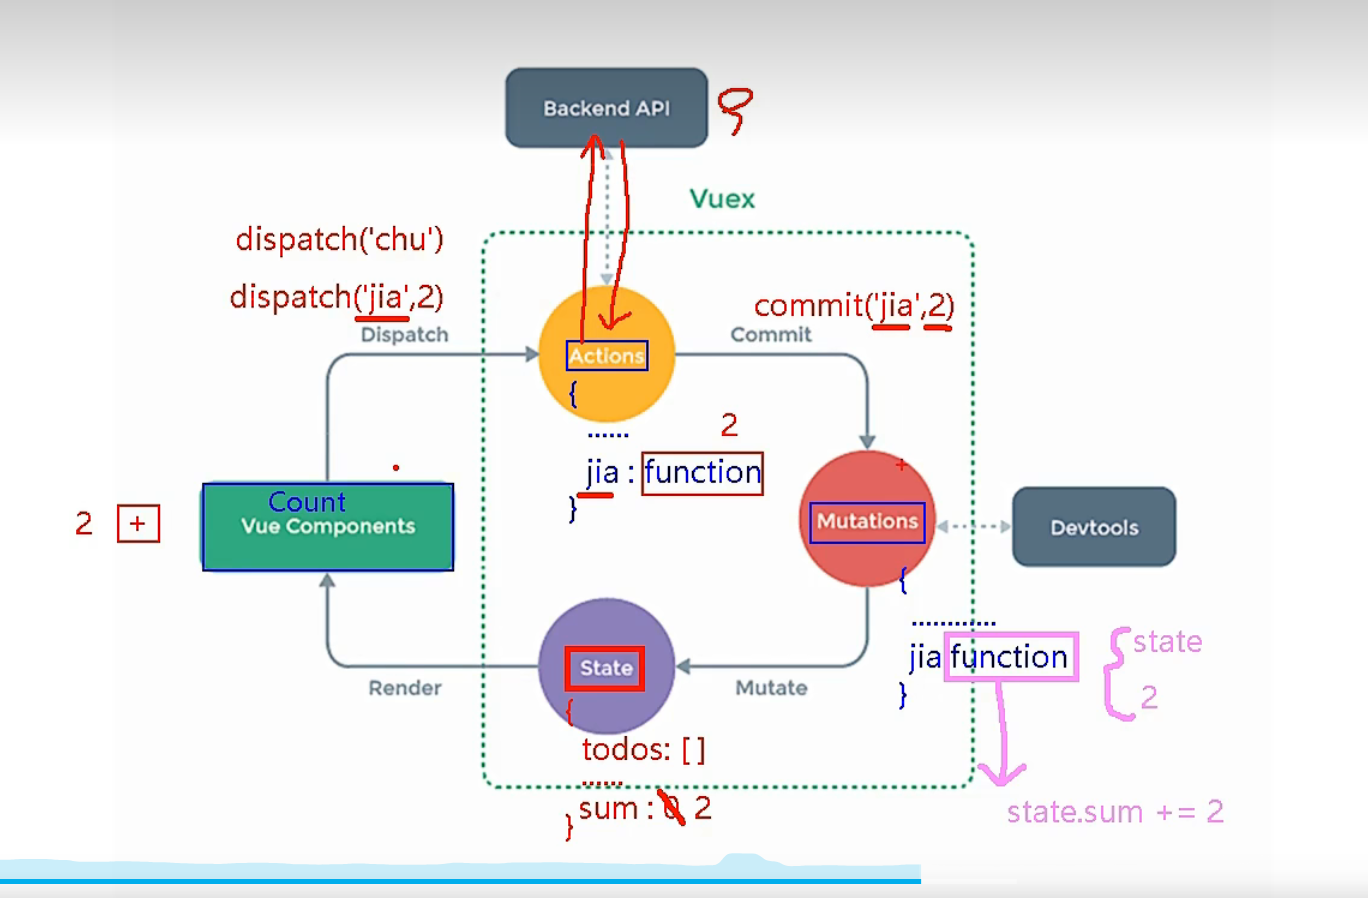 Backend API
Vuex
dispatch('chu')
dispatch('jia',2)
commit('jia',2)
Dispatch
Commit
Actions
{
......
2
jia : function
}
Count
Vue Components
2 +
Mutations
Devtools
{
............
jia function
}
state
2
State
Render
Mutate
{
todos: [ ]
......
sum : 0 2
}
state.sum += 2